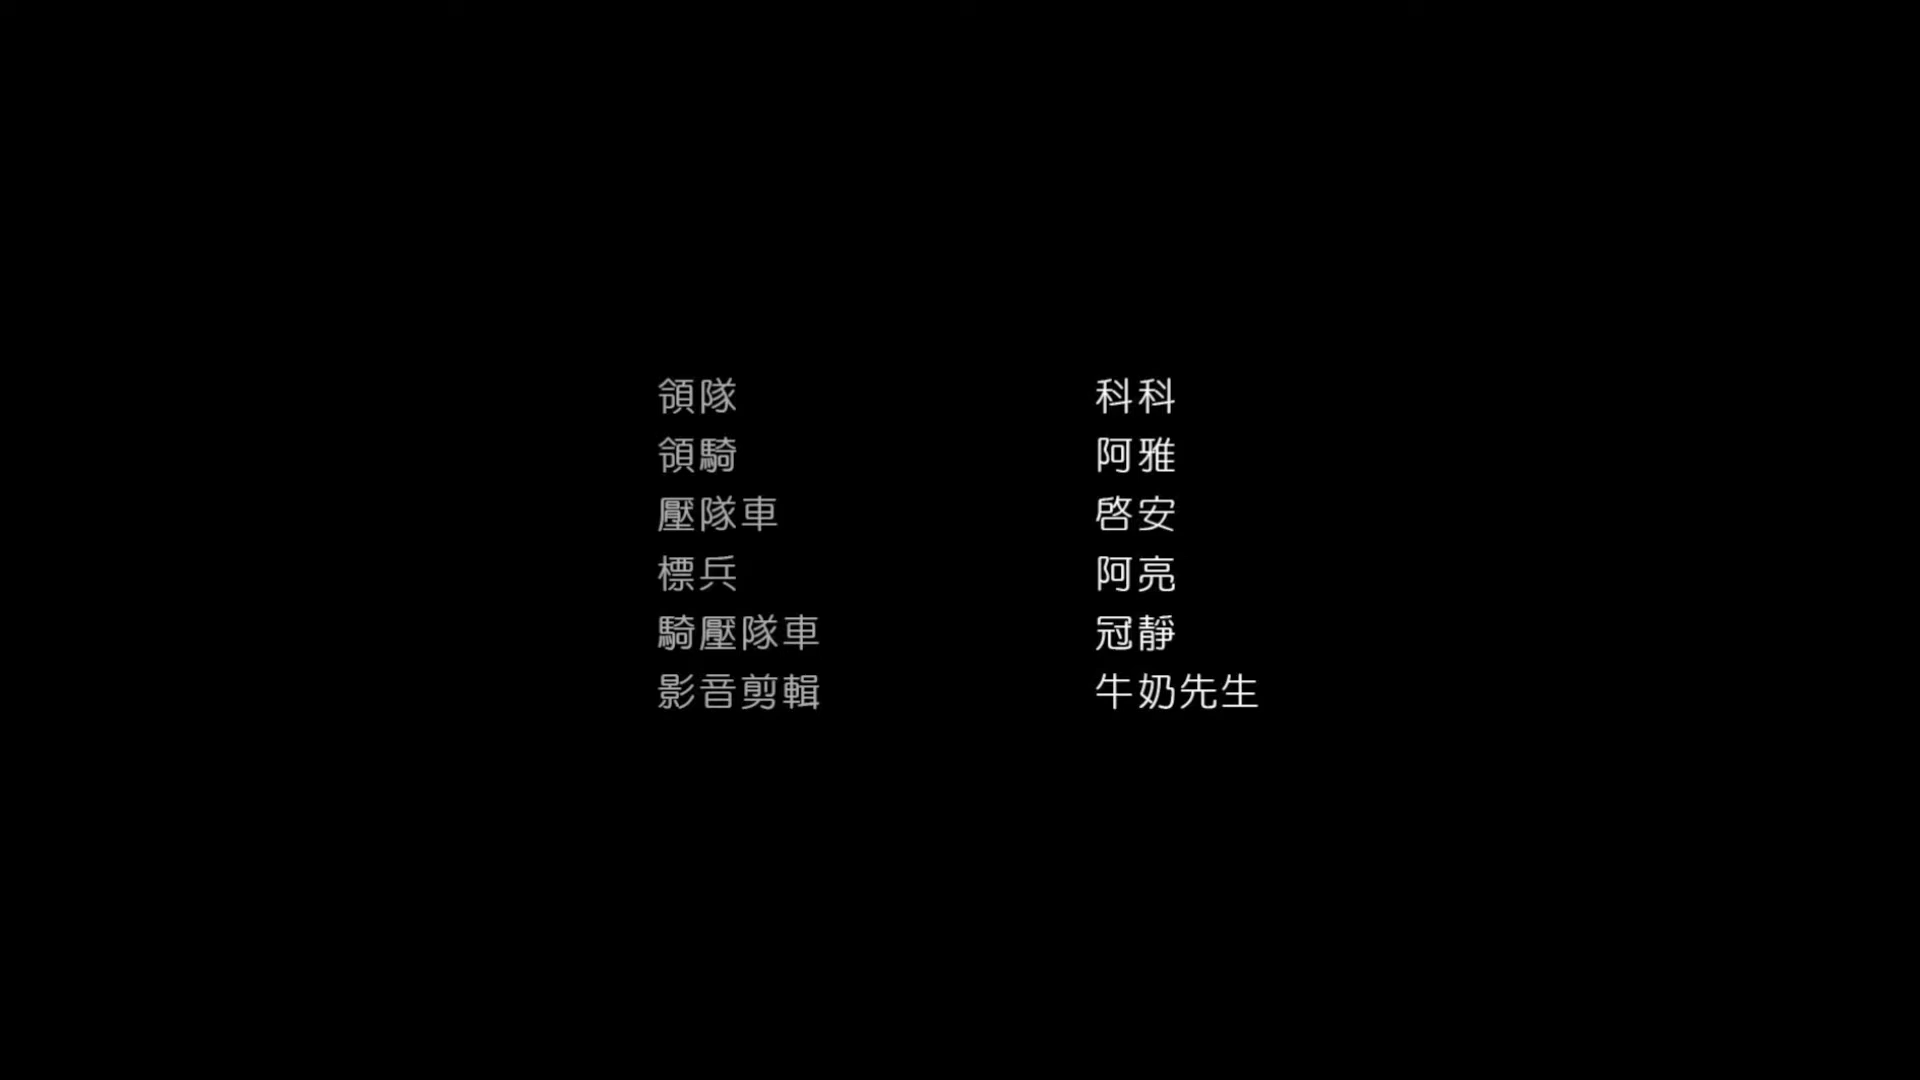 領隊 科科
領騎 阿雅
壓隊車 啓安
標兵 阿亮
騎壓隊車 冠靜
影音剪輯 牛奶先生